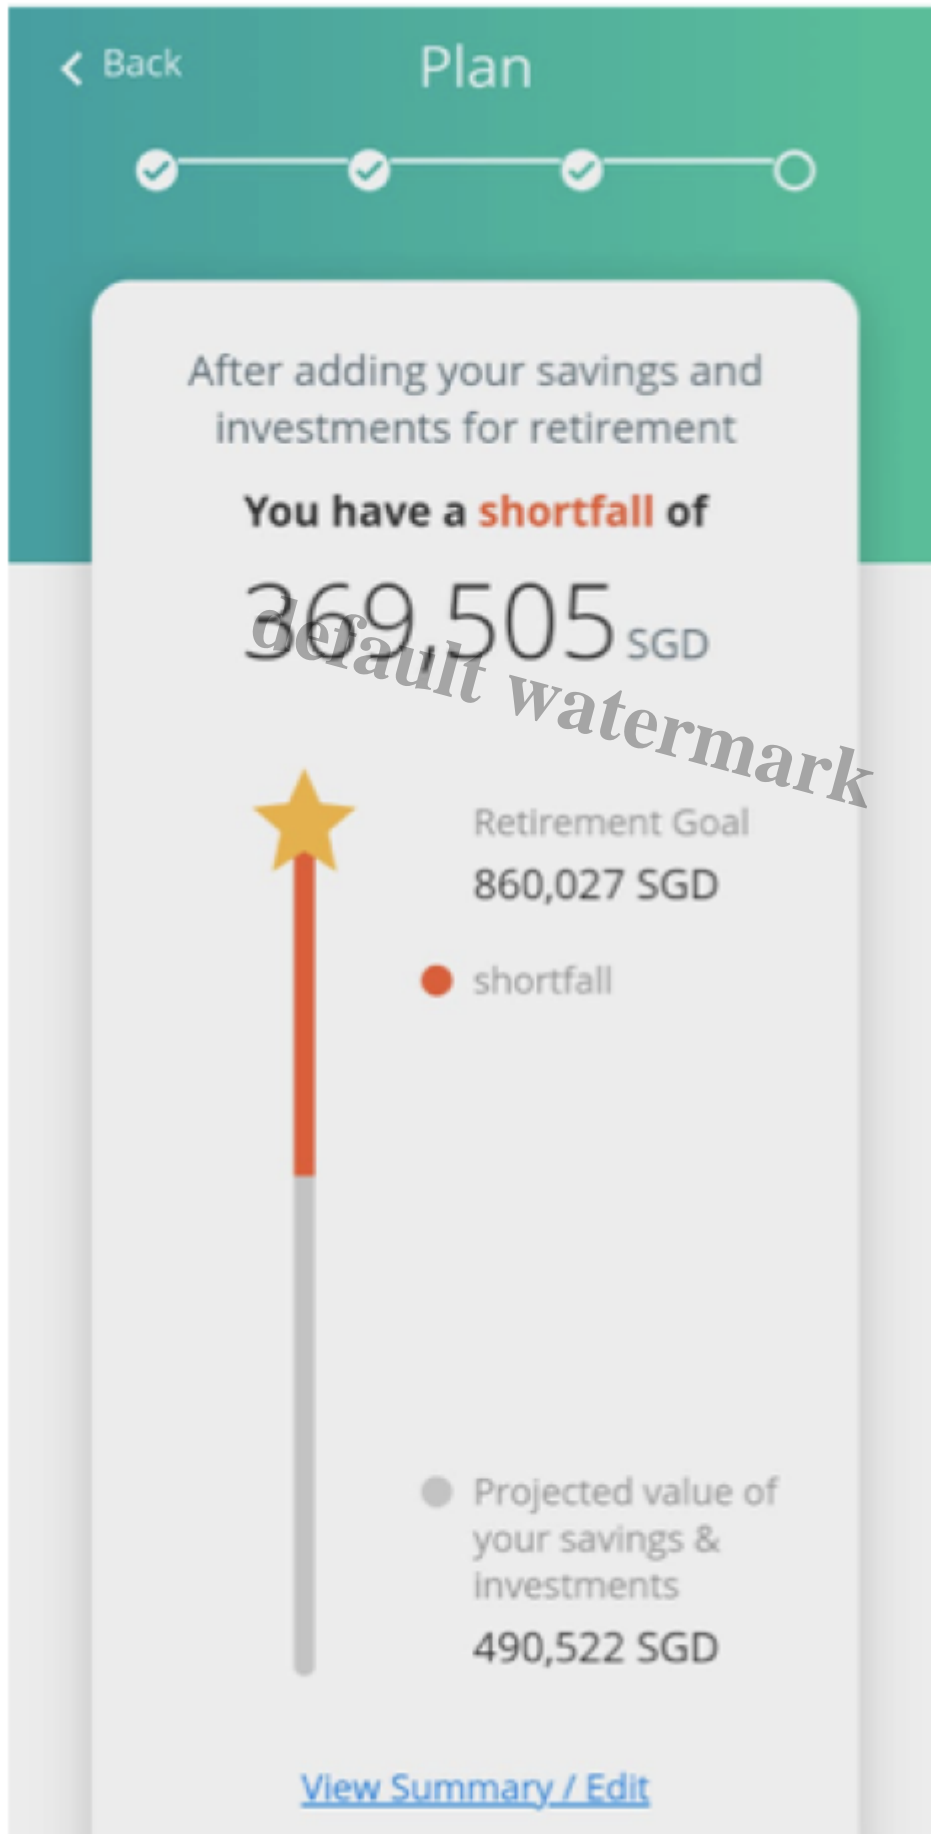 Back
Plan
After adding your savings and
investments for retirement
You have a shortfall of
369,505 SGD
default watermark
Retirement Goal
860,027 SGD
shortfall
Projected value of
your savings &
investments
490,522 SGD
View Summary / Edit